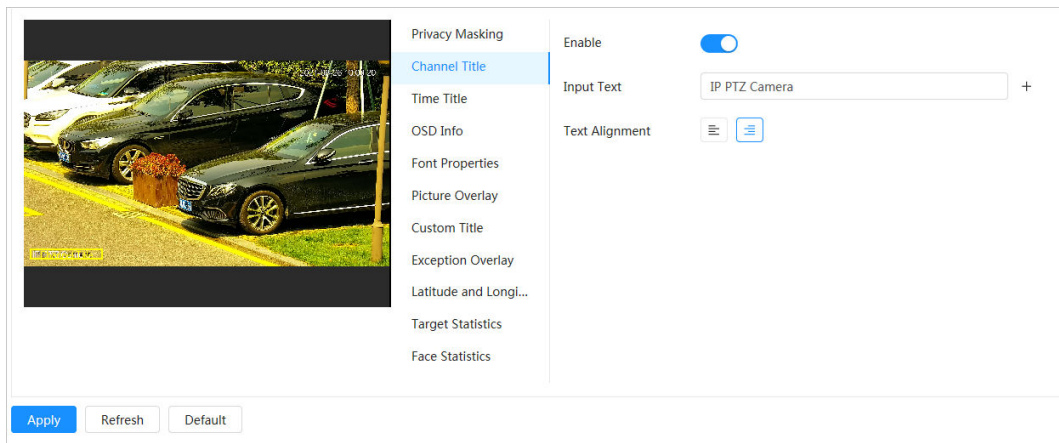 Privacy Masking
Channel Title
Time Title
OSD Info
Font Properties
Picture Overlay
Custom Title
Exception Overlay
Latitude and Longi...
Target Statistics
Face Statistics
Enable
Input Text
IP PTZ Camera
+
Text Alignment
Apply
Refresh
Default